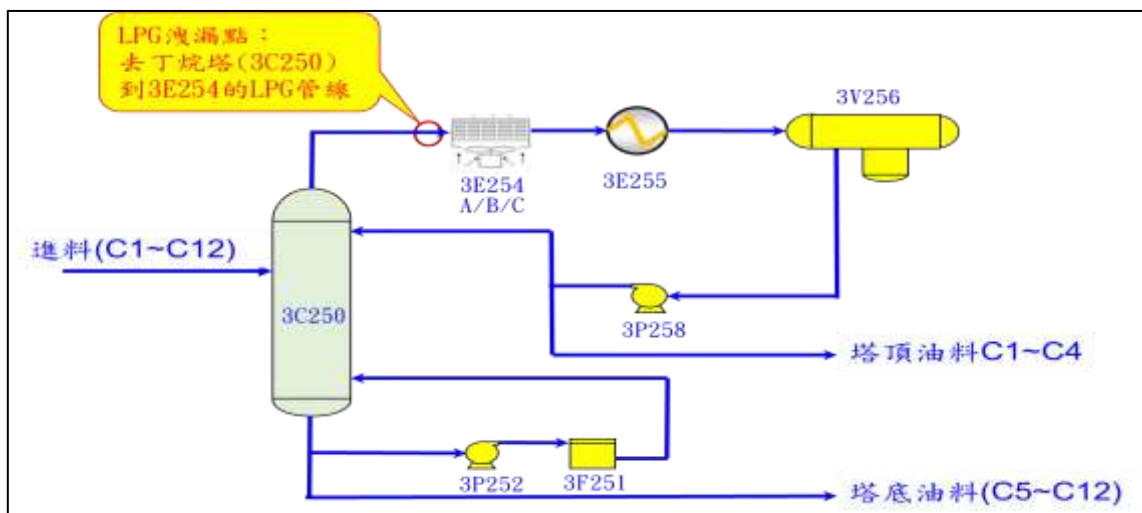 LPG洩漏點：
去丁烷塔(3C250)
到3E254的LPG管線
3V256
3E254
A/B/C
3E255
進料(C1~C12)
3C250
3P258
塔頂油料C1~C4
3P252
3F251
塔底油料(C5~C12)